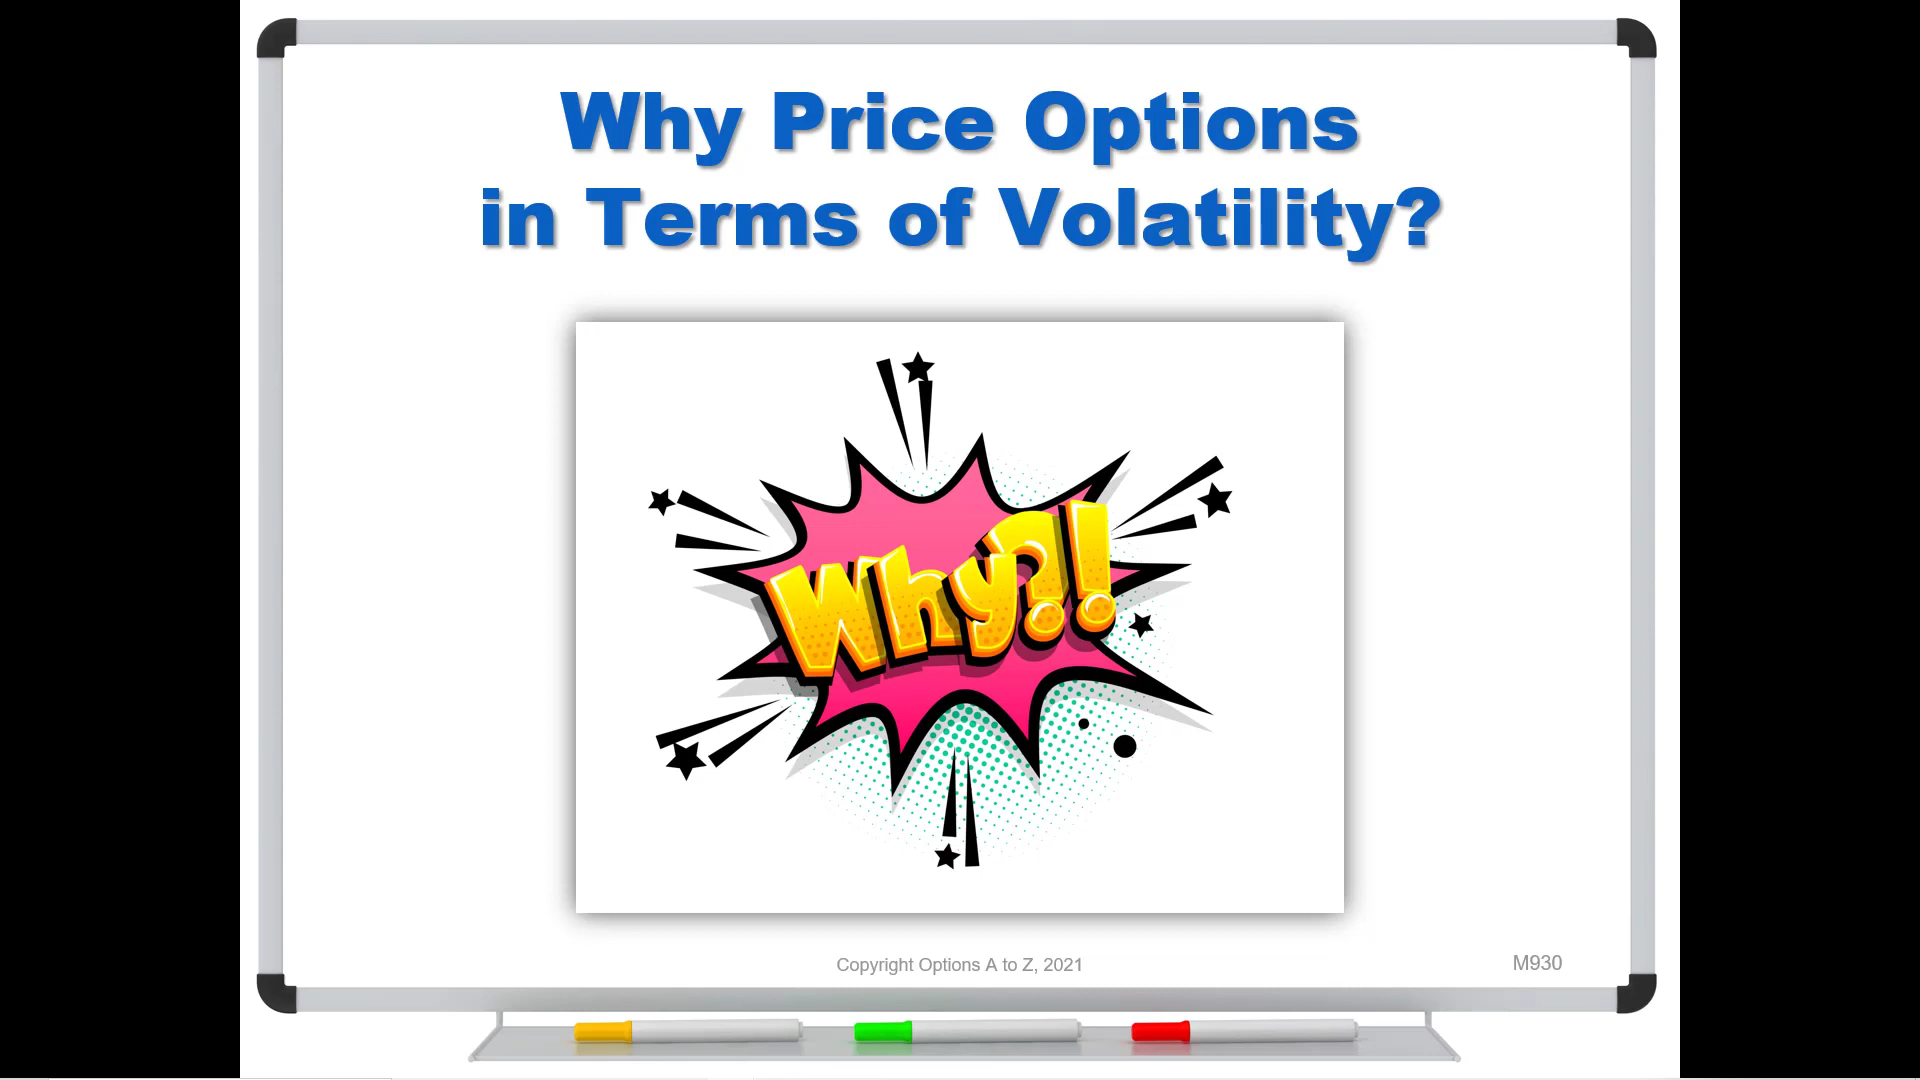 Why Price Options
in Terms of Volatility?
Why?!
Copyright Options A to Z, 2021
M930